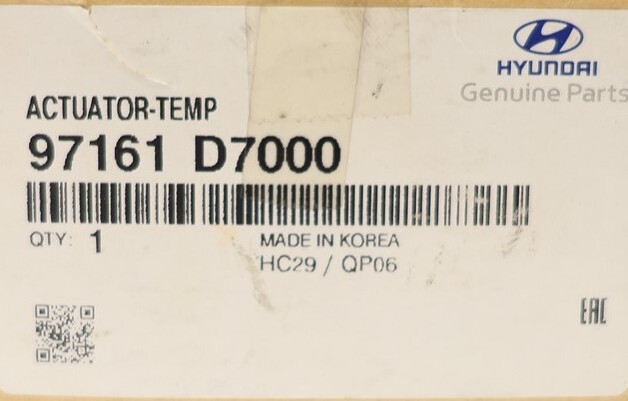 HYUNDAI
Genuine Parts
ACTUATOR-TEMP
97161 D7000
QTY: 1
MADE IN KOREA
HC29 / QP06
EAC